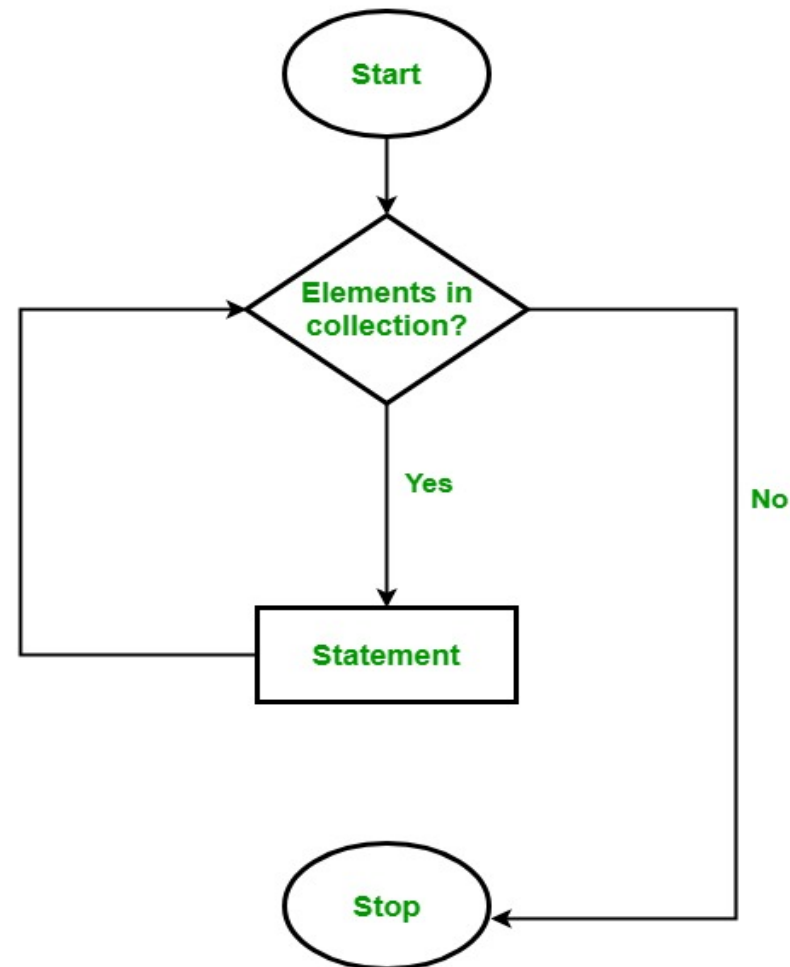 Start
Elements in
collection?
Yes
No
Statement
Stop